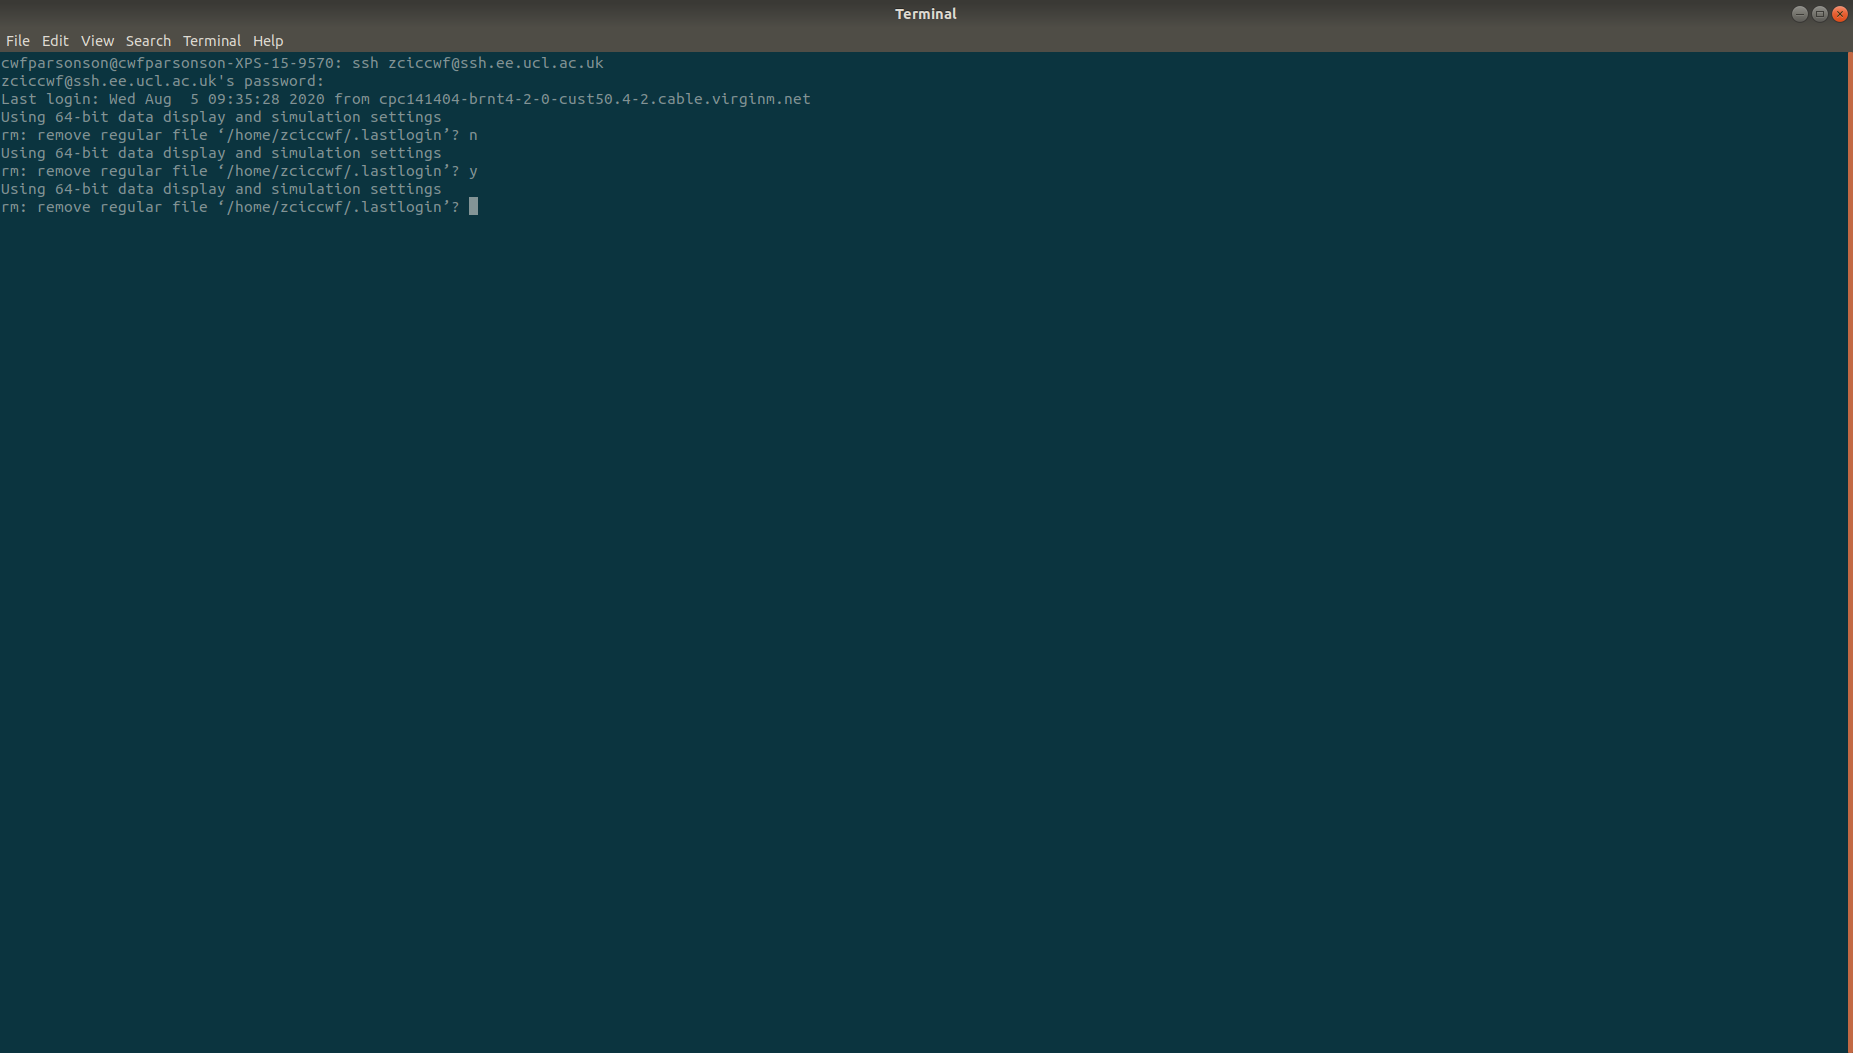 Terminal
File Edit View Search Terminal Help
cwfparsonson@cwfparsonson-XPS-15-9570: ssh zciccwf@ssh.ee.ucl.ac.uk
zciccwf@ssh.ee.ucl.ac.uk's password:
Last login: Wed Aug  5 09:35:28 2020 from cpc141404-brnt4-2-0-cust50.4-2.cable.virginm.net
Using 64-bit data display and simulation settings
rm: remove regular file ‘/home/zciccwf/.lastlogin’? n
Using 64-bit data display and simulation settings
rm: remove regular file ‘/home/zciccwf/.lastlogin’? y
Using 64-bit data display and simulation settings
rm: remove regular file ‘/home/zciccwf/.lastlogin’?